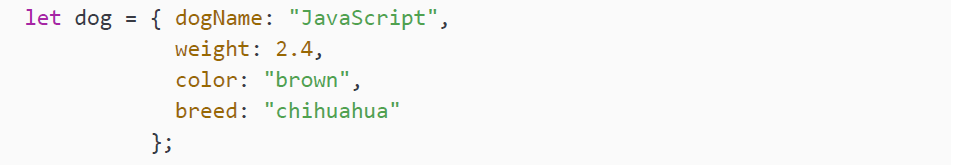 let dog = { dogName: "JavaScript",
weight: 2.4,
color: "brown",
breed: "chihuahua"
};